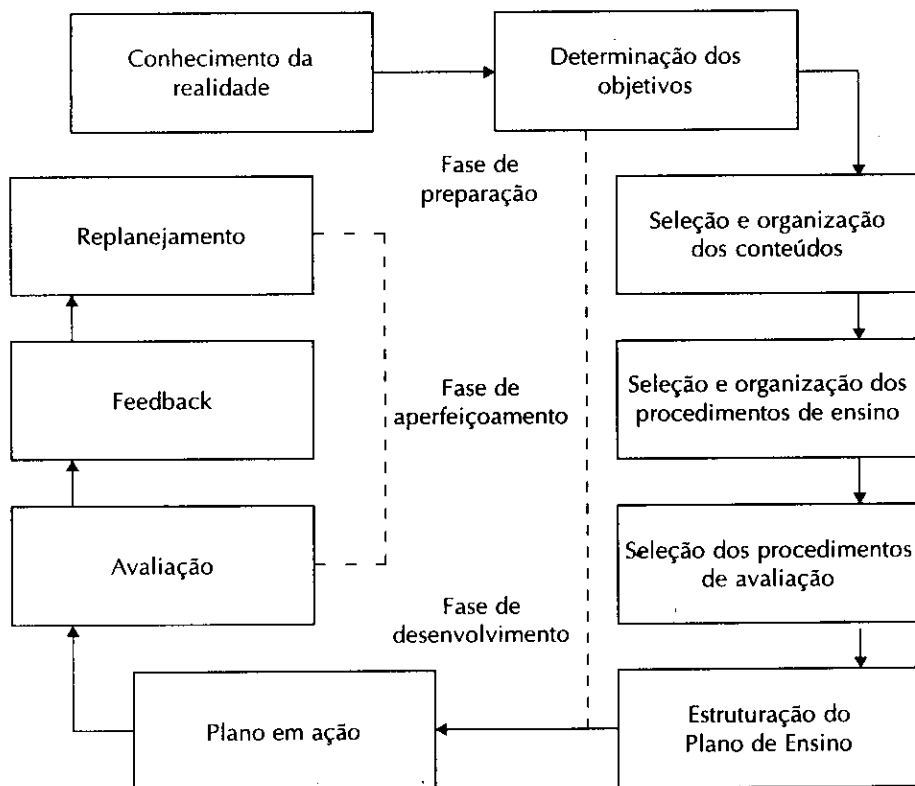 Conhecimento da
realidade
Determinação dos
objetivos
Fase de
preparação
Seleção e organização
dos conteúdos
Replanejamento
Seleção e organização dos
procedimentos de ensino
Feedback
Fase de
aperfeiçoamento
Seleção dos procedimentos
de avaliação
Avaliação
Fase de
desenvolvimento
Estruturação do
Plano de Ensino
Plano em ação